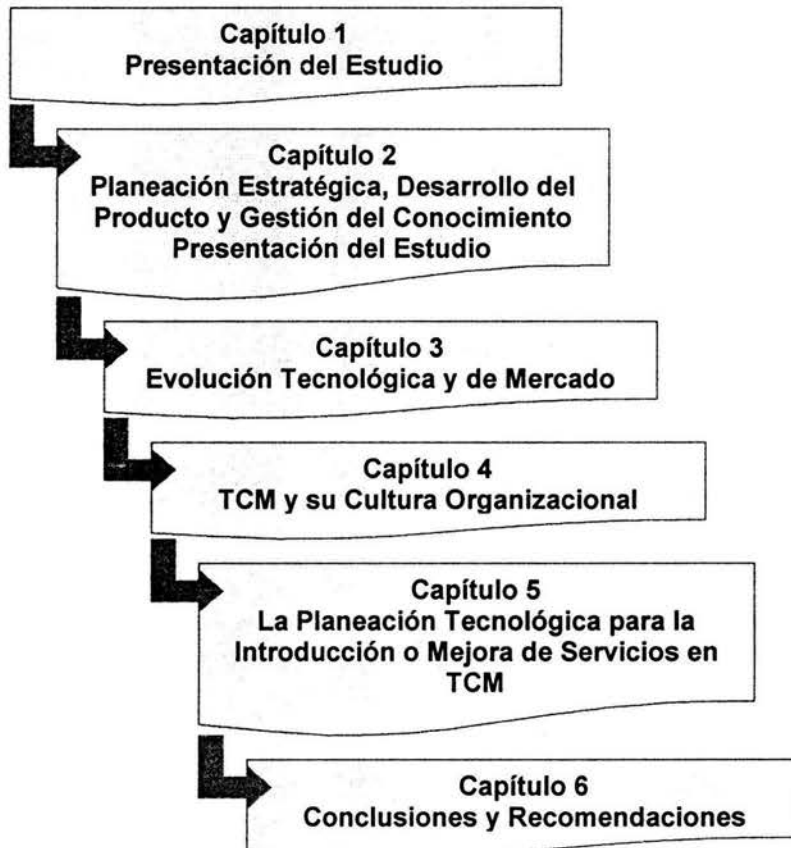 Capítulo 1
Presentación del Estudio
Capítulo 2
Planeación Estratégica, Desarrollo del
Producto y Gestión del Conocimiento
Presentación del Estudio
Capítulo 3
Evolución Tecnológica y de Mercado
Capítulo 4
TCM y su Cultura Organizacional
Capítulo 5
La Planeación Tecnológica para la
Introducción o Mejora de Servicios en
TCM
Capítulo 6
Conclusiones y Recomendaciones